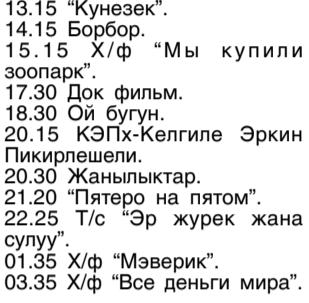 13.15 “Кунезек”.
14.15 Борбор.
15.15 Х/ф “Мы купили
зоопарк”.
17.30 Док фильм.
18.30 Ой бугун.
20.15 КЭПх-Келгиле Эркин
Пикирлешели.
20.30 Жанылыктар.
21.20 “Пятеро на пятом”.
22.25 Т/с “Эр журек жана
сулуу”.
01.35 Х/ф “Мэверик”.
03.35 Х/ф “Все деньги мира”.